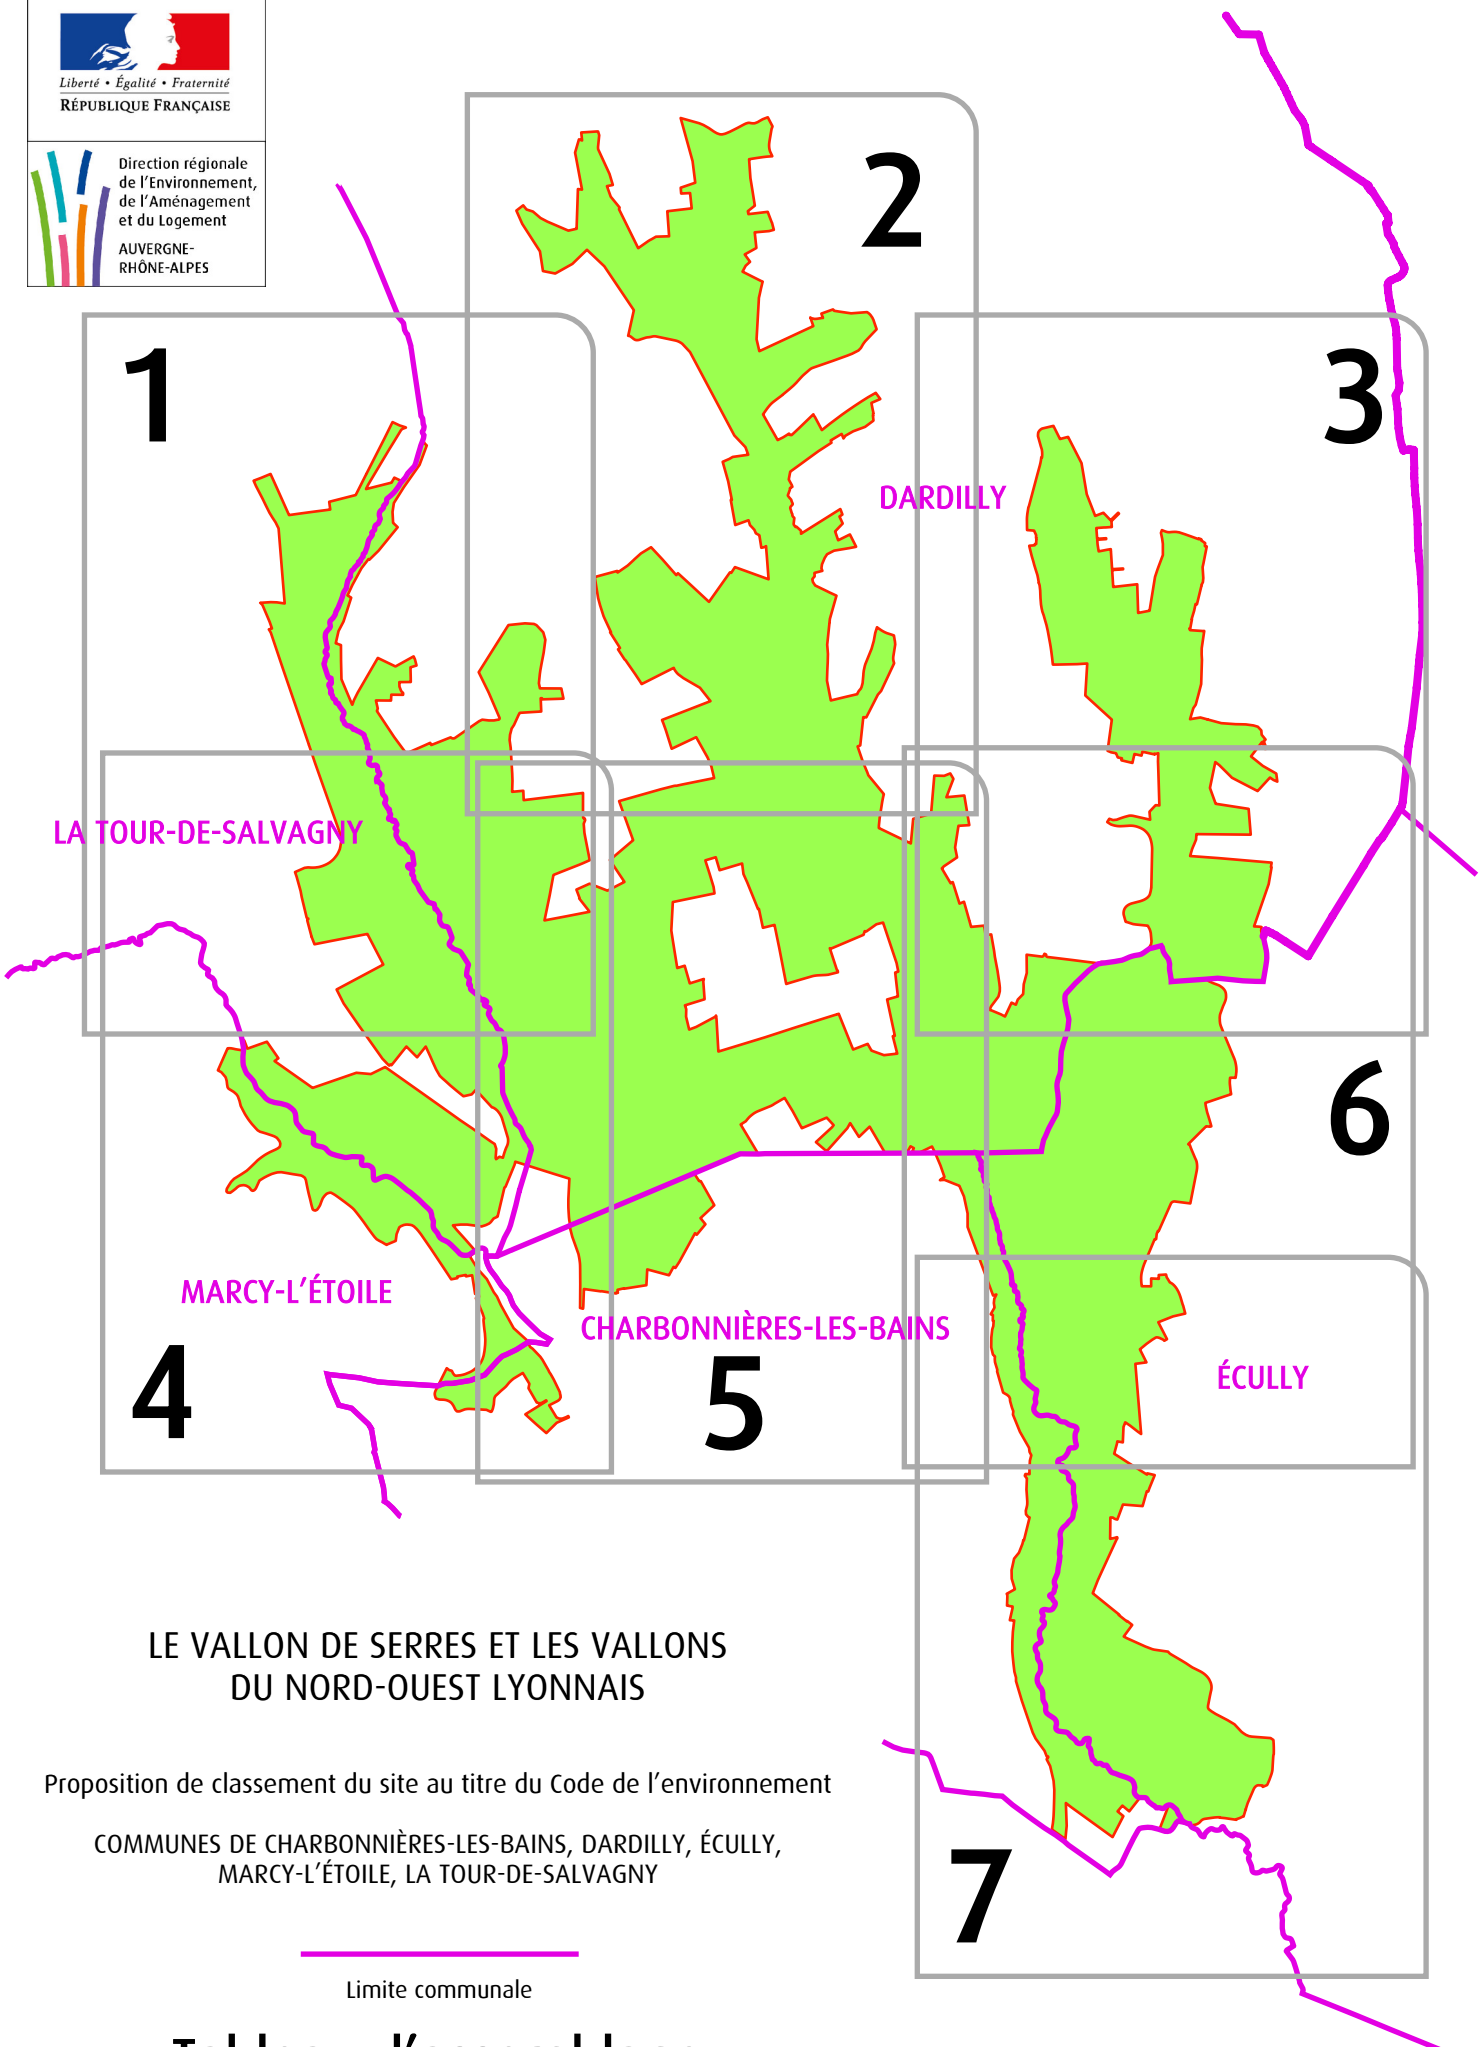 Liberté • Égalité • Fraternité
RÉPUBLIQUE FRANÇAISE
Direction régionale
de l'Environnement,
de l'Aménagement
et du Logement
AUVERGNE-
RHÔNE-ALPES
2
1
3
DARDILLY
LA TOUR-DE-SALVAGNY
6
MARCY-L'ÉTOILE
CHARBONNIÈRES-LES-BAINS
4
5
ÉCULLY
LE VALLON DE SERRES ET LES VALLONS
DU NORD-OUEST LYONNAIS
Proposition de classement du site au titre du Code de l'environnement
COMMUNES DE CHARBONNIÈRES-LES-BAINS, DARDILLY, ÉCULLY,
MARCY-L'ÉTOILE, LA TOUR-DE-SALVAGNY
7
Limite communale